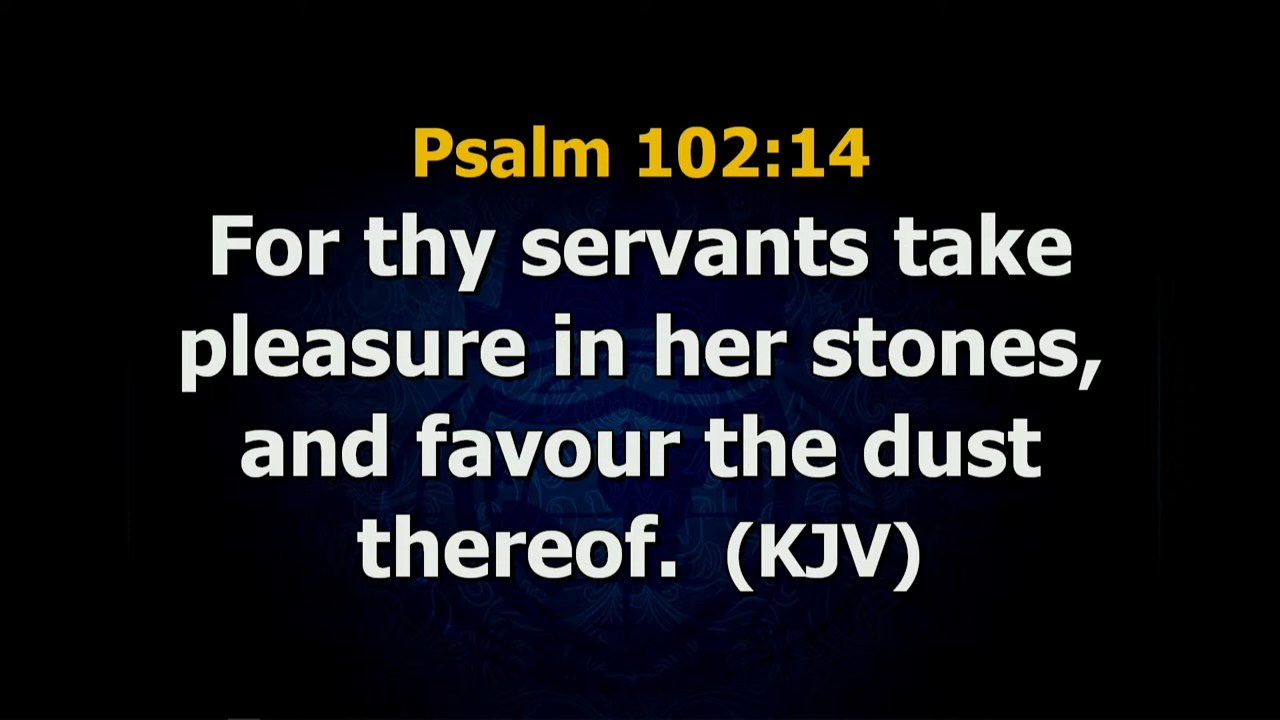 Psalm 102:14
For thy servants take
pleasure in her stones,
and favour the dust
thereof. (KJV)